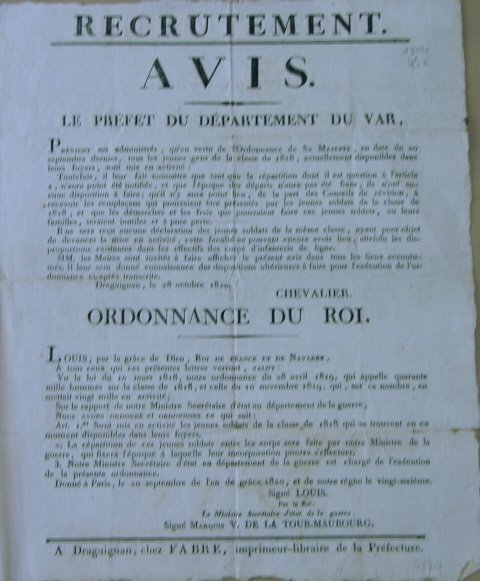 RECRUTEMENT.
AVIS.
LE PRÉFET DU DÉPARTEMENT DU VAR,
PRÉVIENT ses administrés, qu'en vertu de l'Ordonnance de SA MAJESTÉ, en date du 20
septembre dernier, tous les jeunes gens de la classe de 1818, actuellement disponibles dans
leurs foyers, sont mis en activité :
Toutefois, il leur fait connaître que tant que la répartition dont il est question à l'article
2, n'aura point été notifiée, et que l'époque des départs n'aura pas été fixée, ils n'ont
aucune disposition à faire; qu'il n'y aura point lieu, de la part des Conseils de révision, à
recevoir les remplaçans qui pourraient être présentés par les jeunes soldats de la classe de
1818, et que les démarches et les frais que pourraient faire ces jeunes soldats, ou leurs
familles, seraient inutiles et à pure perte.
Il ne sera reçu aucune déclaration des jeunes soldats de la même classe, ayant pour objet
de devancer la mise en activité, cette faculté ne pouvant encore avoir lieu, attendu les dis-
proportions existantes dans les effectifs des corps d'infanterie de ligne.
MM. les Maires sont invités à faire afficher le présent avis dans tous les lieux accoutu-
més. Il leur sera donné connaissance des dispositions ultérieures à faire pour l'exécution de l'or-
donnance ci-après transcrite.
Draguignan, le 28 octobre 1820.
CHEVALIER.
ORDONNANCE DU ROI.
LOUIS, par la grâce de Dieu, ROI DE FRANCE ET DE NAVARRE,
A tous ceux qui ces présentes lettres verront, SALUT :
Vu la loi du 10 mars 1818, notre ordonnance du 28 avril 1819, qui appelle quarante
mille hommes sur la classe de 1818; et celle du 10 novembre 1819, qui, sur ce nombre, en
mettait vingt mille en activité;
Sur le rapport de notre Ministre Secrétaire d'état au département de la guerre,
NOUS AVONS ORDONNÉ ET ORDONNONS ce qui suit :
Art. 1.er Sont mis en activité les jeunes soldats de la classe de 1818 qui se trouvent en ce
moment disponibles dans leurs foyers.
2. La répartition de ces jeunes soldats entre les corps sera faite par notre Ministre de la
guerre, qui fixera l'époque à laquelle leur incorporation pourra s'effectuer.
3. Notre Ministre Secrétaire d'état au département de la guerre est chargé de l'exécution
de la présente ordonnance.
Donné à Paris, le 20 septembre de l'an de grâce 1820, et de notre règne le vingt-sixième.
Signé LOUIS.
Par le Roi:
Le Ministre Secrétaire d'état de la guerre
Signé MARQUIS V. DE LA TOUR-MAUBOURG.
A Draguignan, chez FABRE, imprimeur-libraire de la Préfecture.